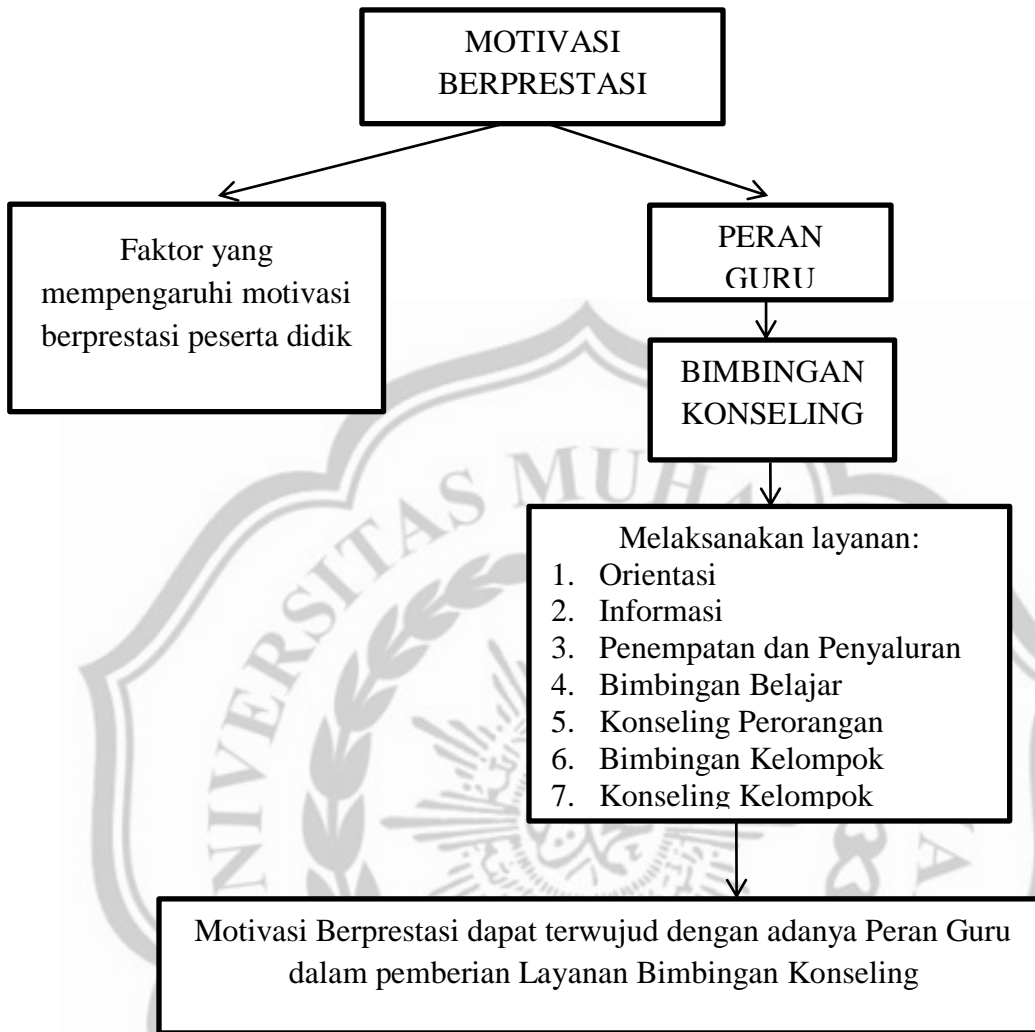 MOTIVASI
BERPRESTASI
Faktor yang
mempengaruhi motivasi
berprestasi peserta didik
PERAN
GURU
BIMBINGAN
KONSELING
Melaksanakan layanan:
1. Orientasi
2. Informasi
3. Penempatan dan Penyaluran
4. Bimbingan Belajar
5. Konseling Perorangan
6. Bimbingan Kelompok
7. Konseling Kelompok
Motivasi Berprestasi dapat terwujud dengan adanya Peran Guru
dalam pemberian Layanan Bimbingan Konseling
UNIVERSITAS MUHA